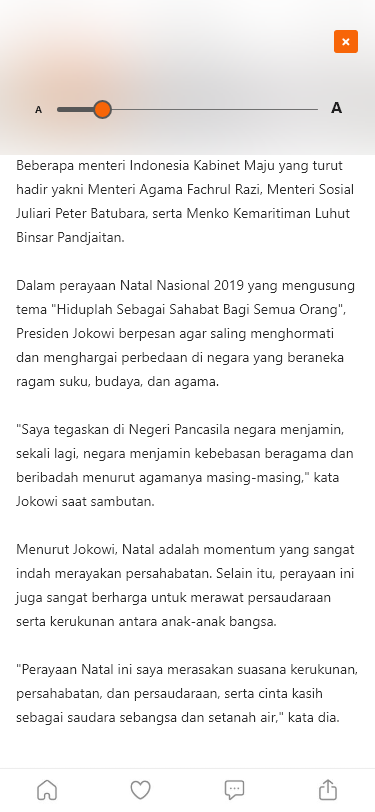 A
A
Beberapa menteri Indonesia Kabinet Maju yang turut
hadir yakni Menteri Agama Fachrul Razi, Menteri Sosial
Juliari Peter Batubara, serta Menko Kemaritiman Luhut
Binsar Pandjaitan.
Dalam perayaan Natal Nasional 2019 yang mengusung
tema "Hiduplah Sebagai Sahabat Bagi Semua Orang",
Presiden Jokowi berpesan agar saling menghormati
dan menghargai perbedaan di negara yang beraneka
ragam suku, budaya, dan agama.
"Saya tegaskan di Negeri Pancasila negara menjamin,
sekali lagi, negara menjamin kebebasan beragama dan
beribadah menurut agamanya masing-masing," kata
Jokowi saat sambutan.
Menurut Jokowi, Natal adalah momentum yang sangat
indah merayakan persahabatan. Selain itu, perayaan ini
juga sangat berharga untuk merawat persaudaraan
serta kerukunan antara anak-anak bangsa.
"Perayaan Natal ini saya merasakan suasana kerukunan,
persahabatan, dan persaudaraan, serta cinta kasih
sebagai saudara sebangsa dan setanah air," kata dia.